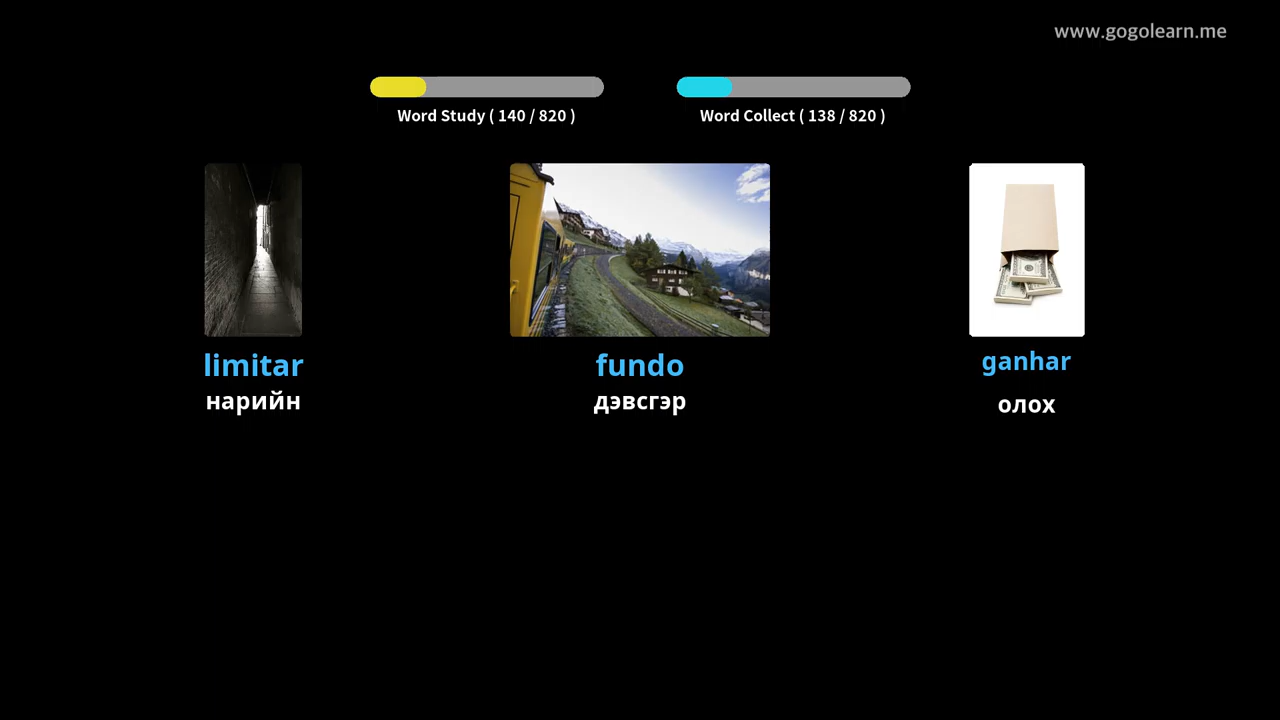 www.gogolearn.me
Word Study ( 140 / 820 )
Word Collect ( 138 / 820 )
limitar
нарийн
fundo
дэвсгэр
ganhar
олох